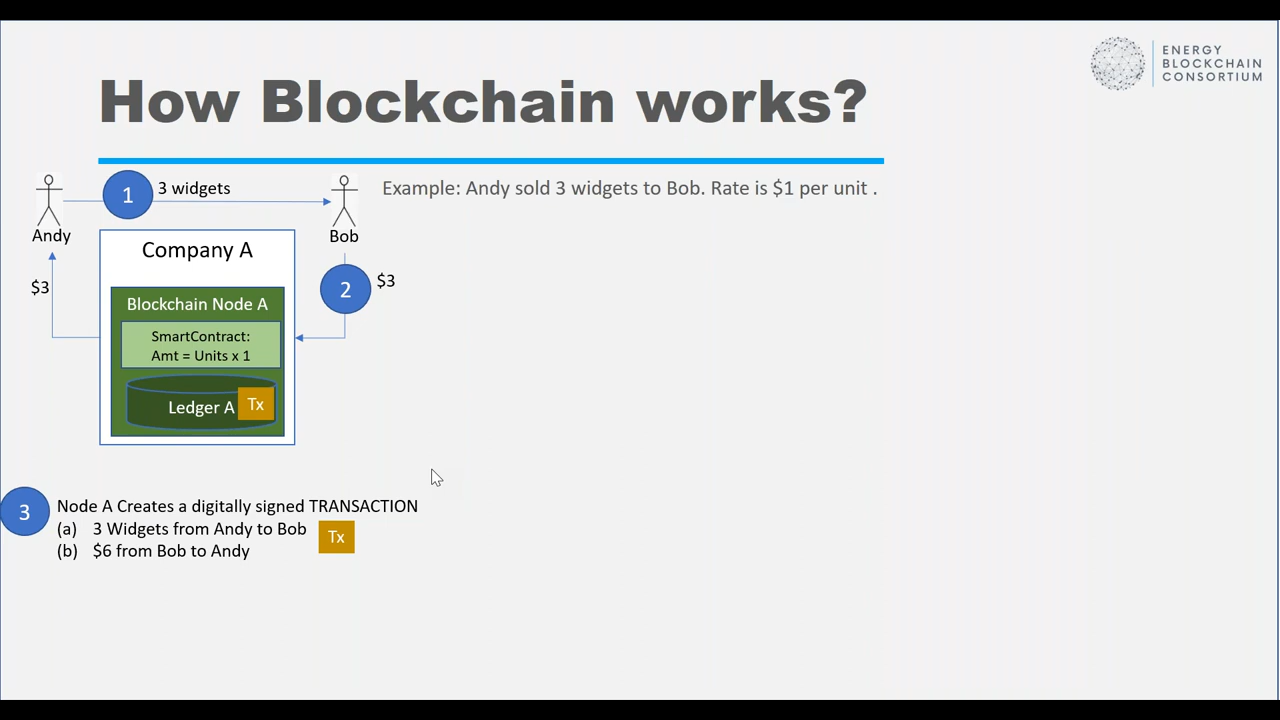 ENERGY
BLOCKCHAIN
CONSORTIUM
How Blockchain works?
1
3 widgets
Example: Andy sold 3 widgets to Bob. Rate is $1 per unit .
Andy
Bob
Company A
$3
2
$3
Blockchain Node A
SmartContract:
Amt = Units x 1
Ledger A
Tx
3
Node A Creates a digitally signed TRANSACTION
(a) 3 Widgets from Andy to Bob
Tx
(b) $6 from Bob to Andy